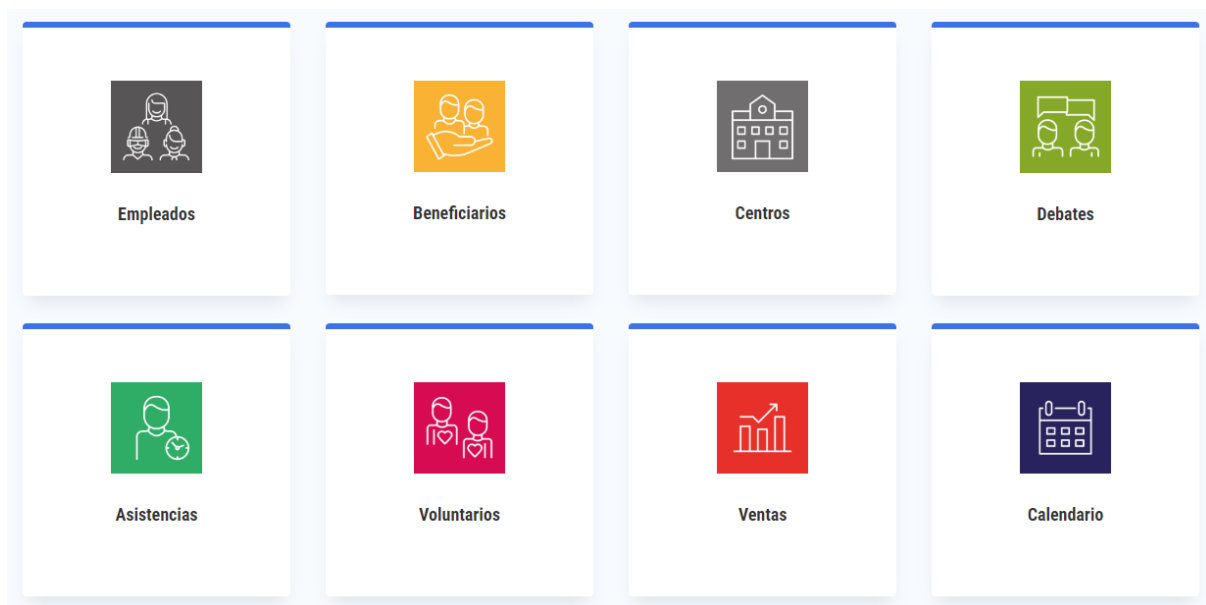 Empleados
Beneficiarios
Centros
Debates
Asistencias
Voluntarios
Ventas
Calendario